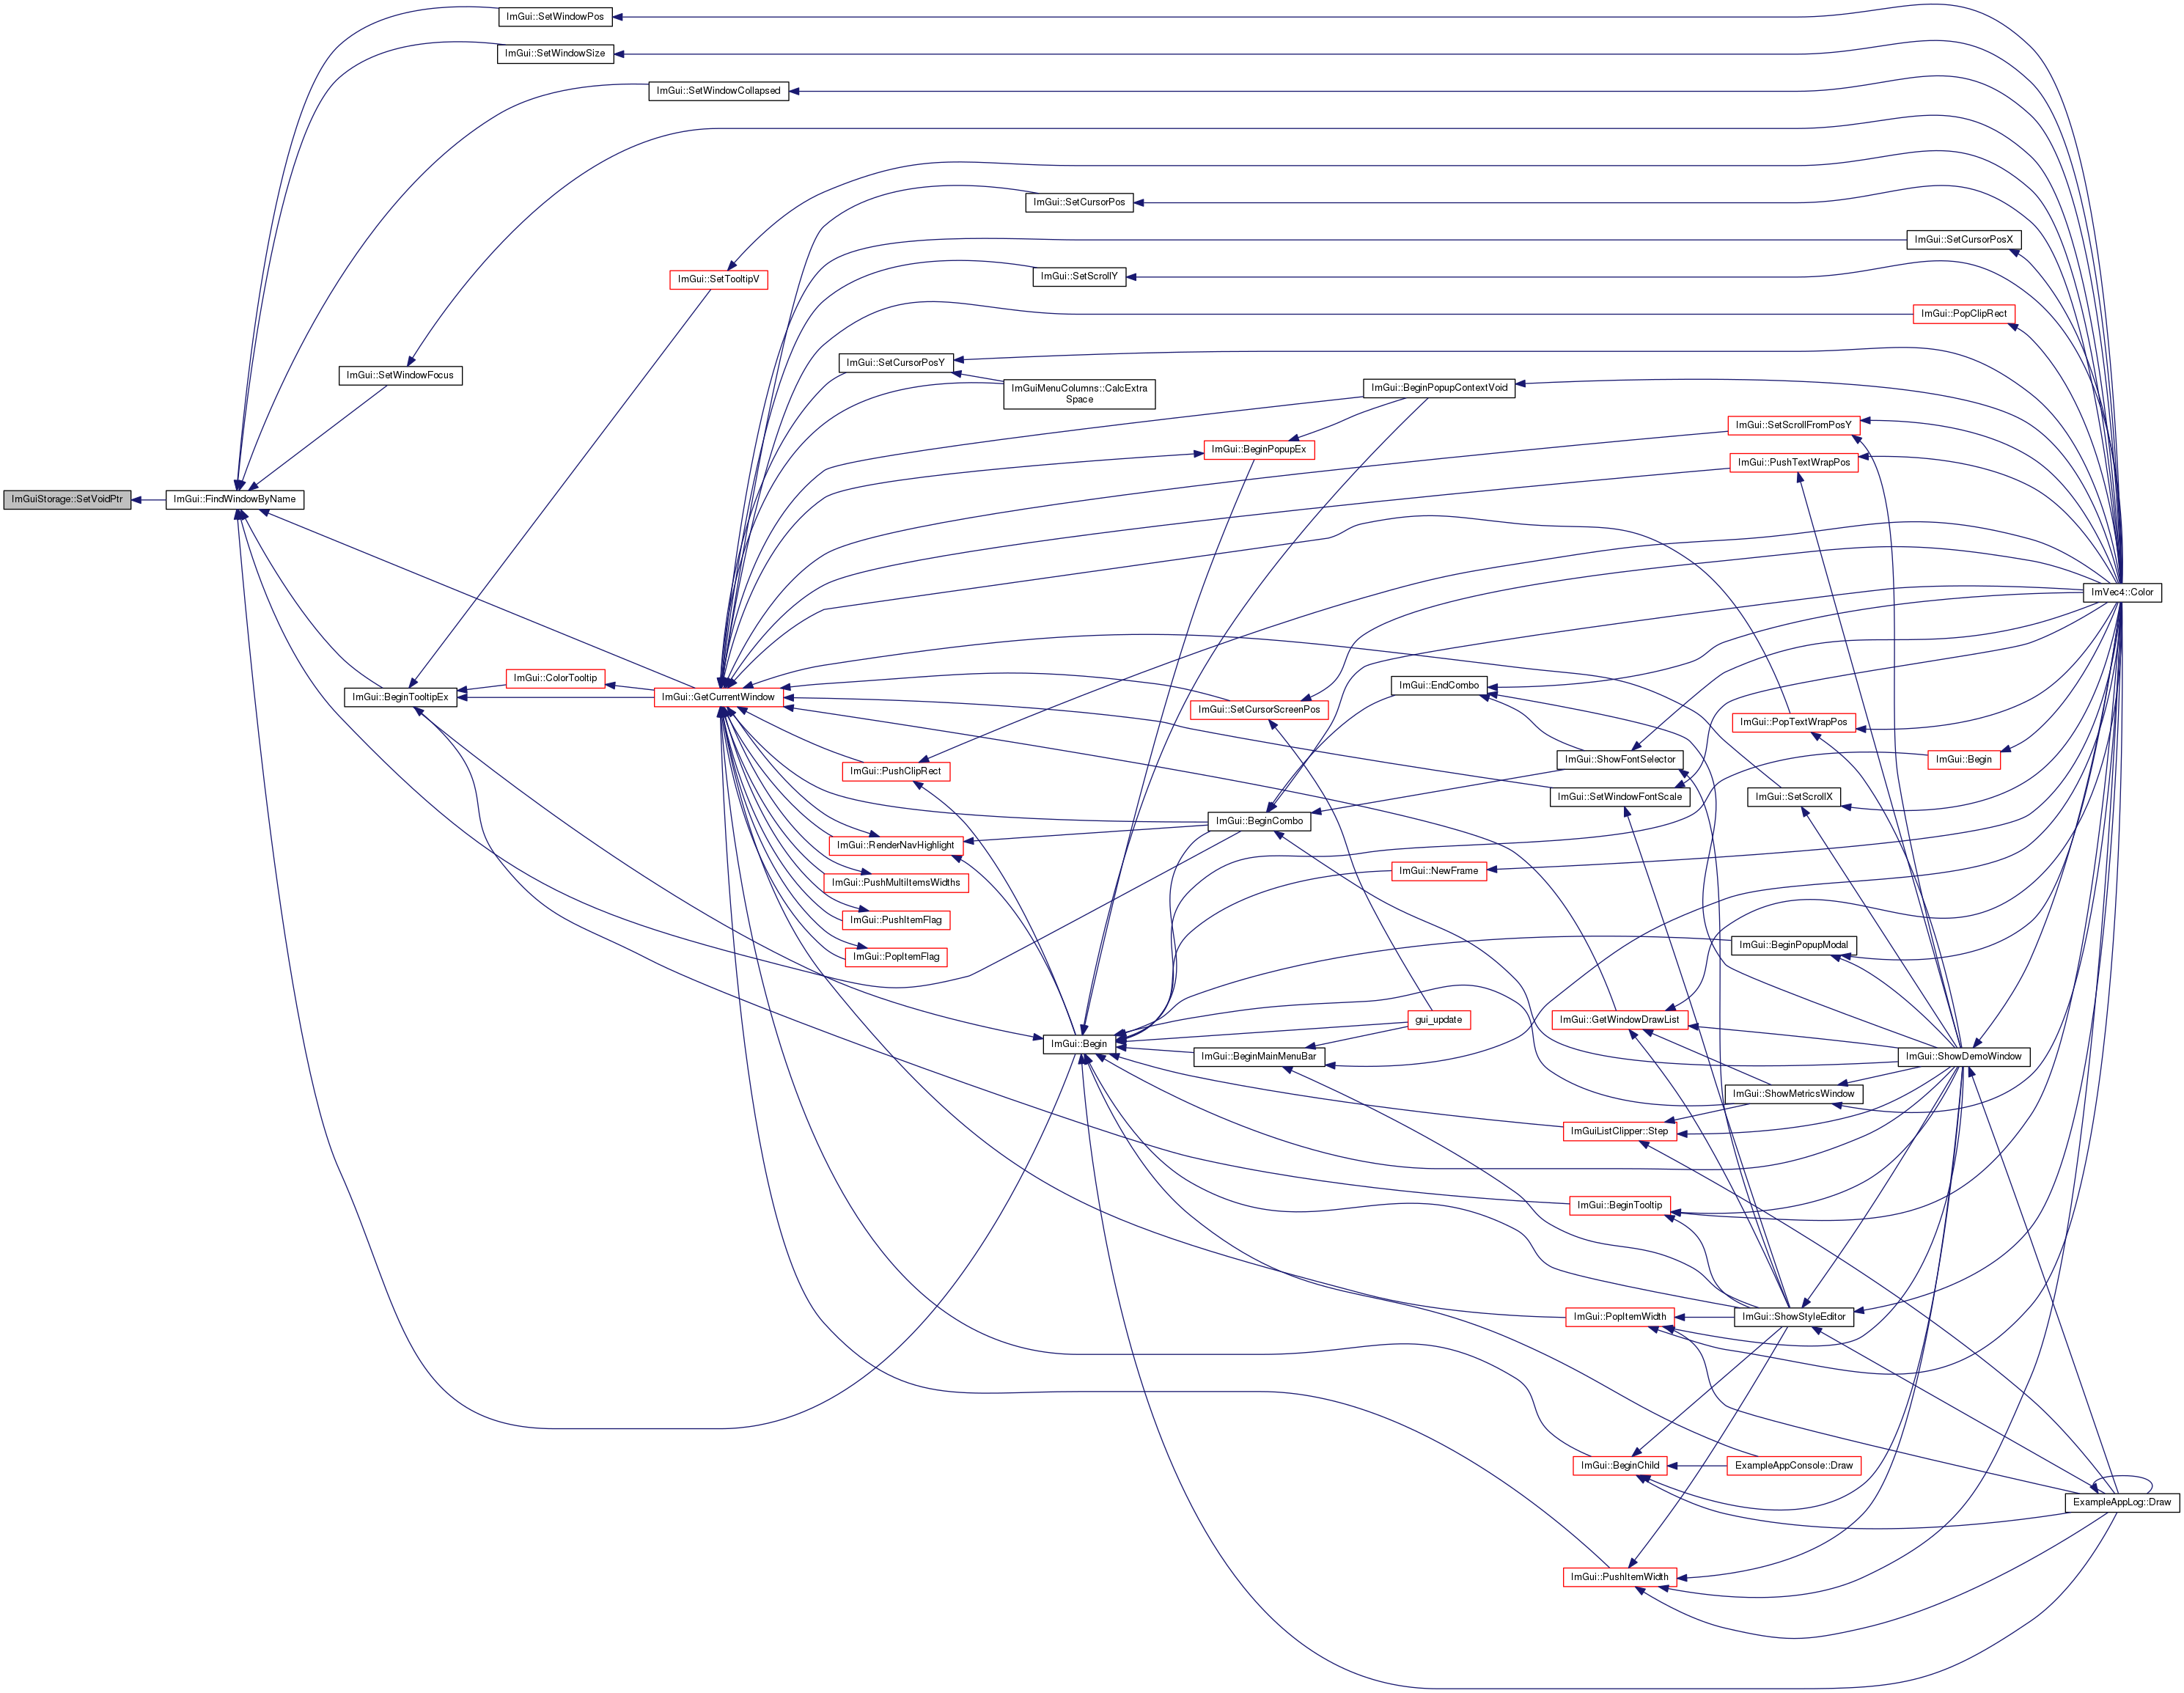 ImGui::SetWindowPos
ImGui::SetWindowSize
ImGui::SetWindowCollapsed
ImGui::SetCursorPos
ImGui::SetCursorPosX
ImGui::SetScrollY
ImGui::SetTooltipV
ImGui::PopClipRect
ImGui::SetCursorPosY
ImGui::SetWindowFocus
ImGuiMenuColumns::CalcExtra
Space
ImGui::BeginPopupContextVoid
ImGui::SetScrollFromPosY
ImGui::BeginPopupEx
ImGui::PushTextWrapPos
ImGuiStorage::SetVoidPtr
ImGui::FindWindowByName
ImVec4::Color
ImGui::ColorTooltip
ImGui::EndCombo
ImGui::BeginTooltipEx
ImGui::GetCurrentWindow
ImGui::SetCursorScreenPos
ImGui::PopTextWrapPos
ImGui::ShowFontSelector
ImGui::Begin
ImGui::PushClipRect
ImGui::SetWindowFontScale
ImGui::SetScrollX
ImGui::BeginCombo
ImGui::RenderNavHighlight
ImGui::NewFrame
ImGui::PushMultiItemsWidths
ImGui::PushItemFlag
ImGui::BeginPopupModal
ImGui::PopItemFlag
gui_update
ImGui::GetWindowDrawList
ImGui::Begin
ImGui::BeginMainMenuBar
ImGui::ShowDemoWindow
ImGui::ShowMetricsWindow
ImGuiListClipper::Step
ImGui::BeginTooltip
ImGui::PopItemWidth
ImGui::ShowStyleEditor
ImGui::BeginChild
ExampleAppConsole::Draw
ExampleAppLog::Draw
ImGui::PushItemWidth